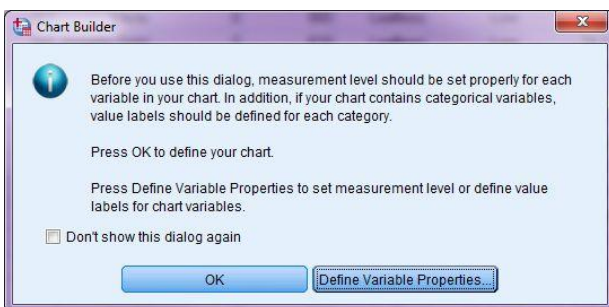 Chart Builder
Before you use this dialog, measurement level should be set properly for each
variable in your chart. In addition, if your chart contains categorical variables,
value labels should be defined for each category.
Press OK to define your chart.
Press Define Variable Properties to set measurement level or define value
labels for chart variables.
Don't show this dialog again
OK
Define Variable Properties...